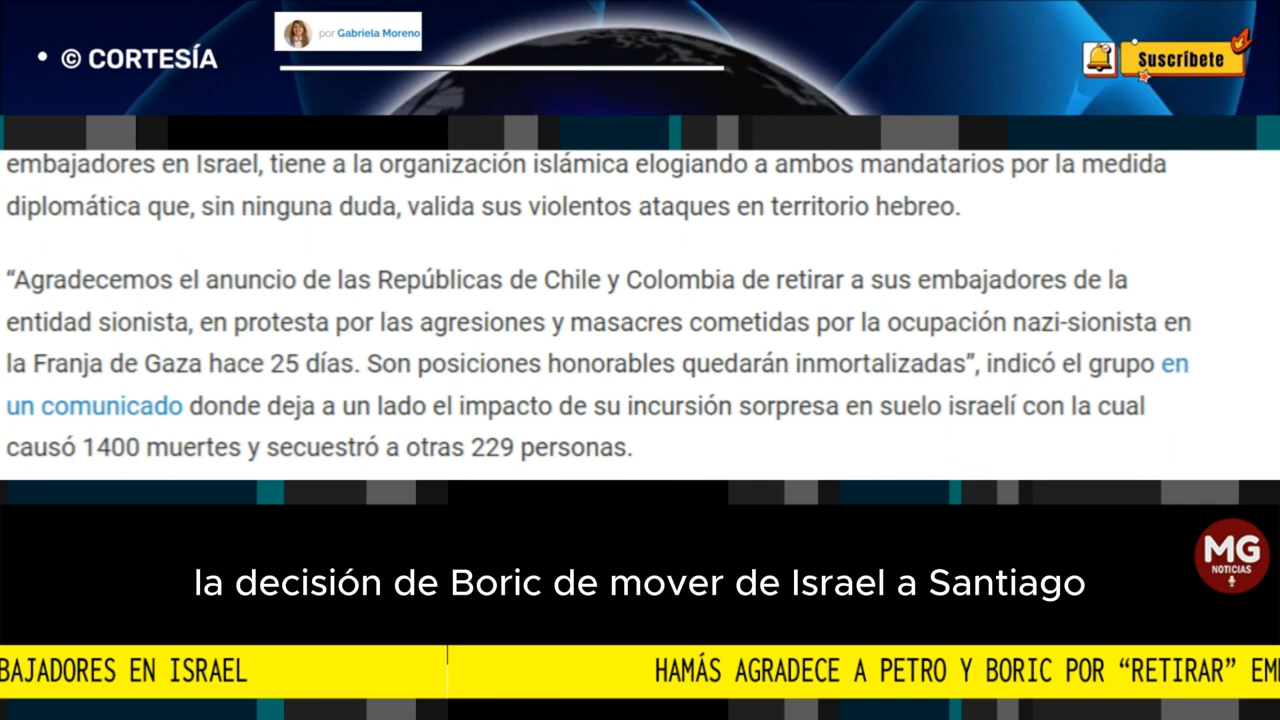 • © CORTESÍA
por Gabriela Moreno
Suscríbete
embajadores en Israel, tiene a la organización islámica elogiando a ambos mandatarios por la medida
diplomática que, sin ninguna duda, valida sus violentos ataques en territorio hebreo.
“Agradecemos el anuncio de las Repúblicas de Chile y Colombia de retirar a sus embajadores de la
entidad sionista, en protesta por las agresiones y masacres cometidas por la ocupación nazi-sionista en
la Franja de Gaza hace 25 días. Son posiciones honorables quedarán inmortalizadas”, indicó el grupo en
un comunicado donde deja a un lado el impacto de su incursión sorpresa en suelo israelí con la cual
causó 1400 muertes y secuestró a otras 229 personas.
MG
NOTICIAS
la decisión de Boric de mover de Israel a Santiago
BAJADORES EN ISRAEL
HAMÁS AGRADECE A PETRO Y BORIC POR “RETIRAR” EM